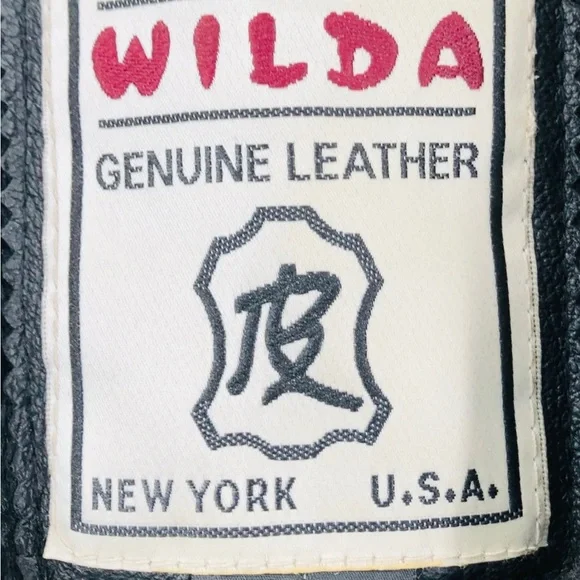 WILDA
GENUINE LEATHER
皮
NEW YORK U.S.A.